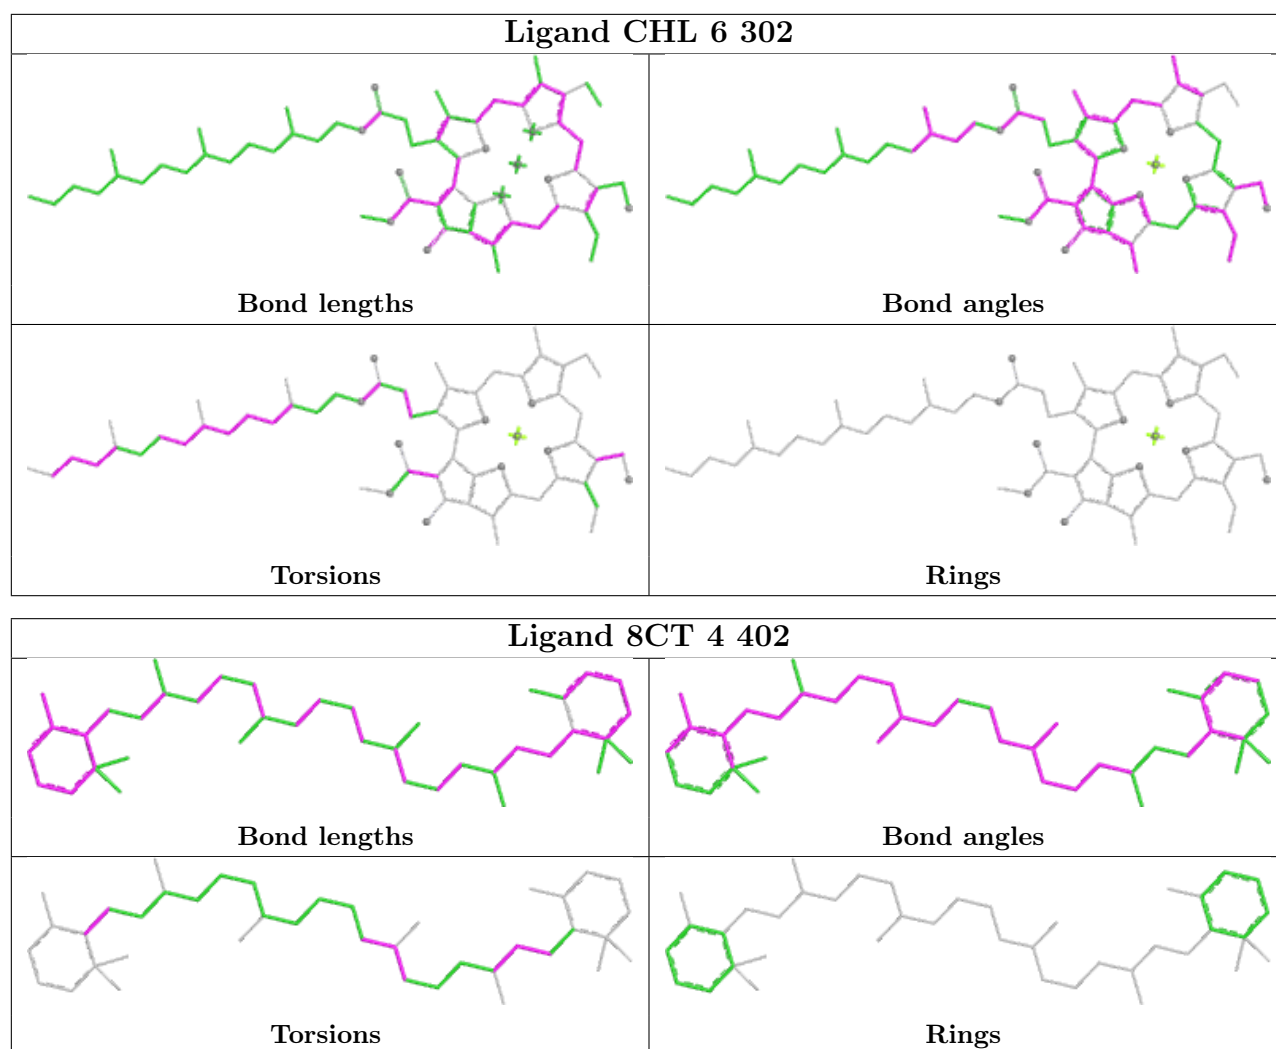 Ligand CHL 6 302
Bond lengths
Bond angles
Torsions
Rings
Ligand 8CT 4 402
Bond lengths
Bond angles
Torsions
Rings